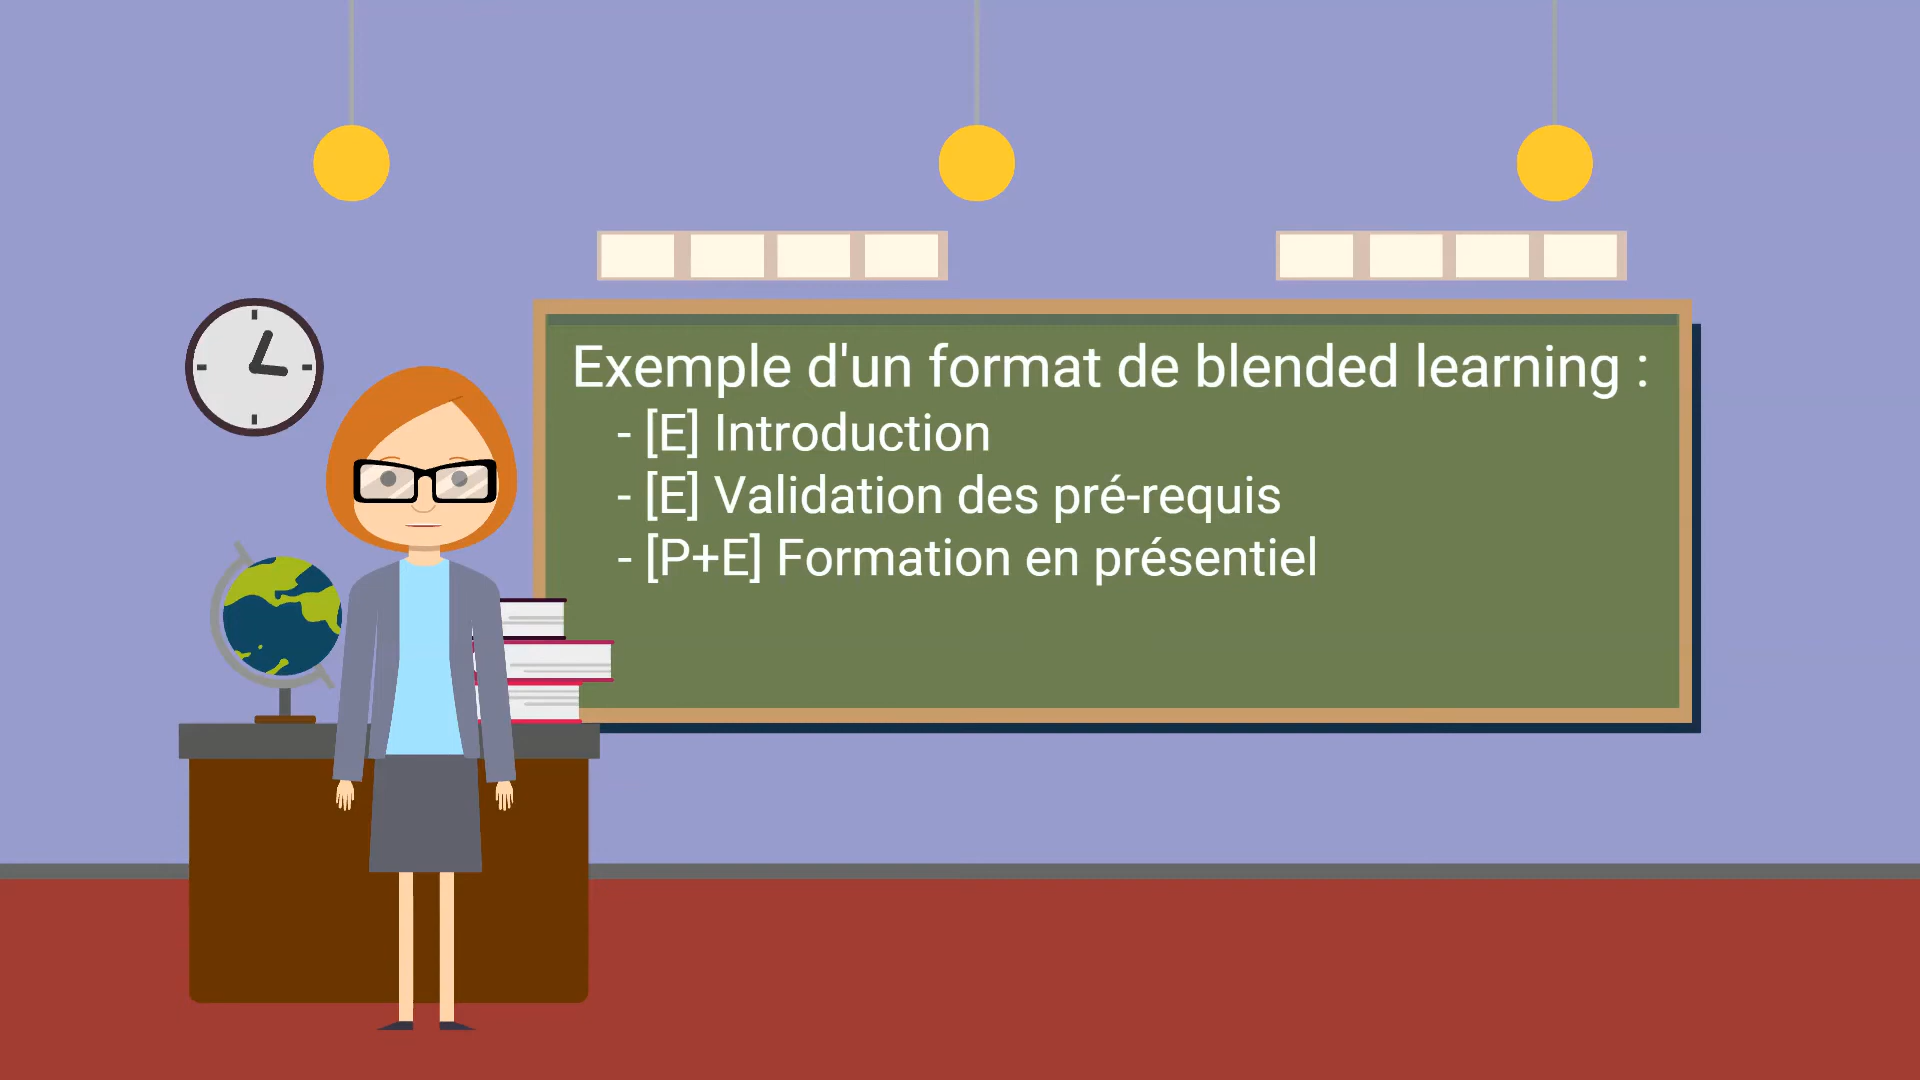 Exemple d'un format de blended learning :
- [E] Introduction
- [E] Validation des pré-requis
- [P+E] Formation en présentiel